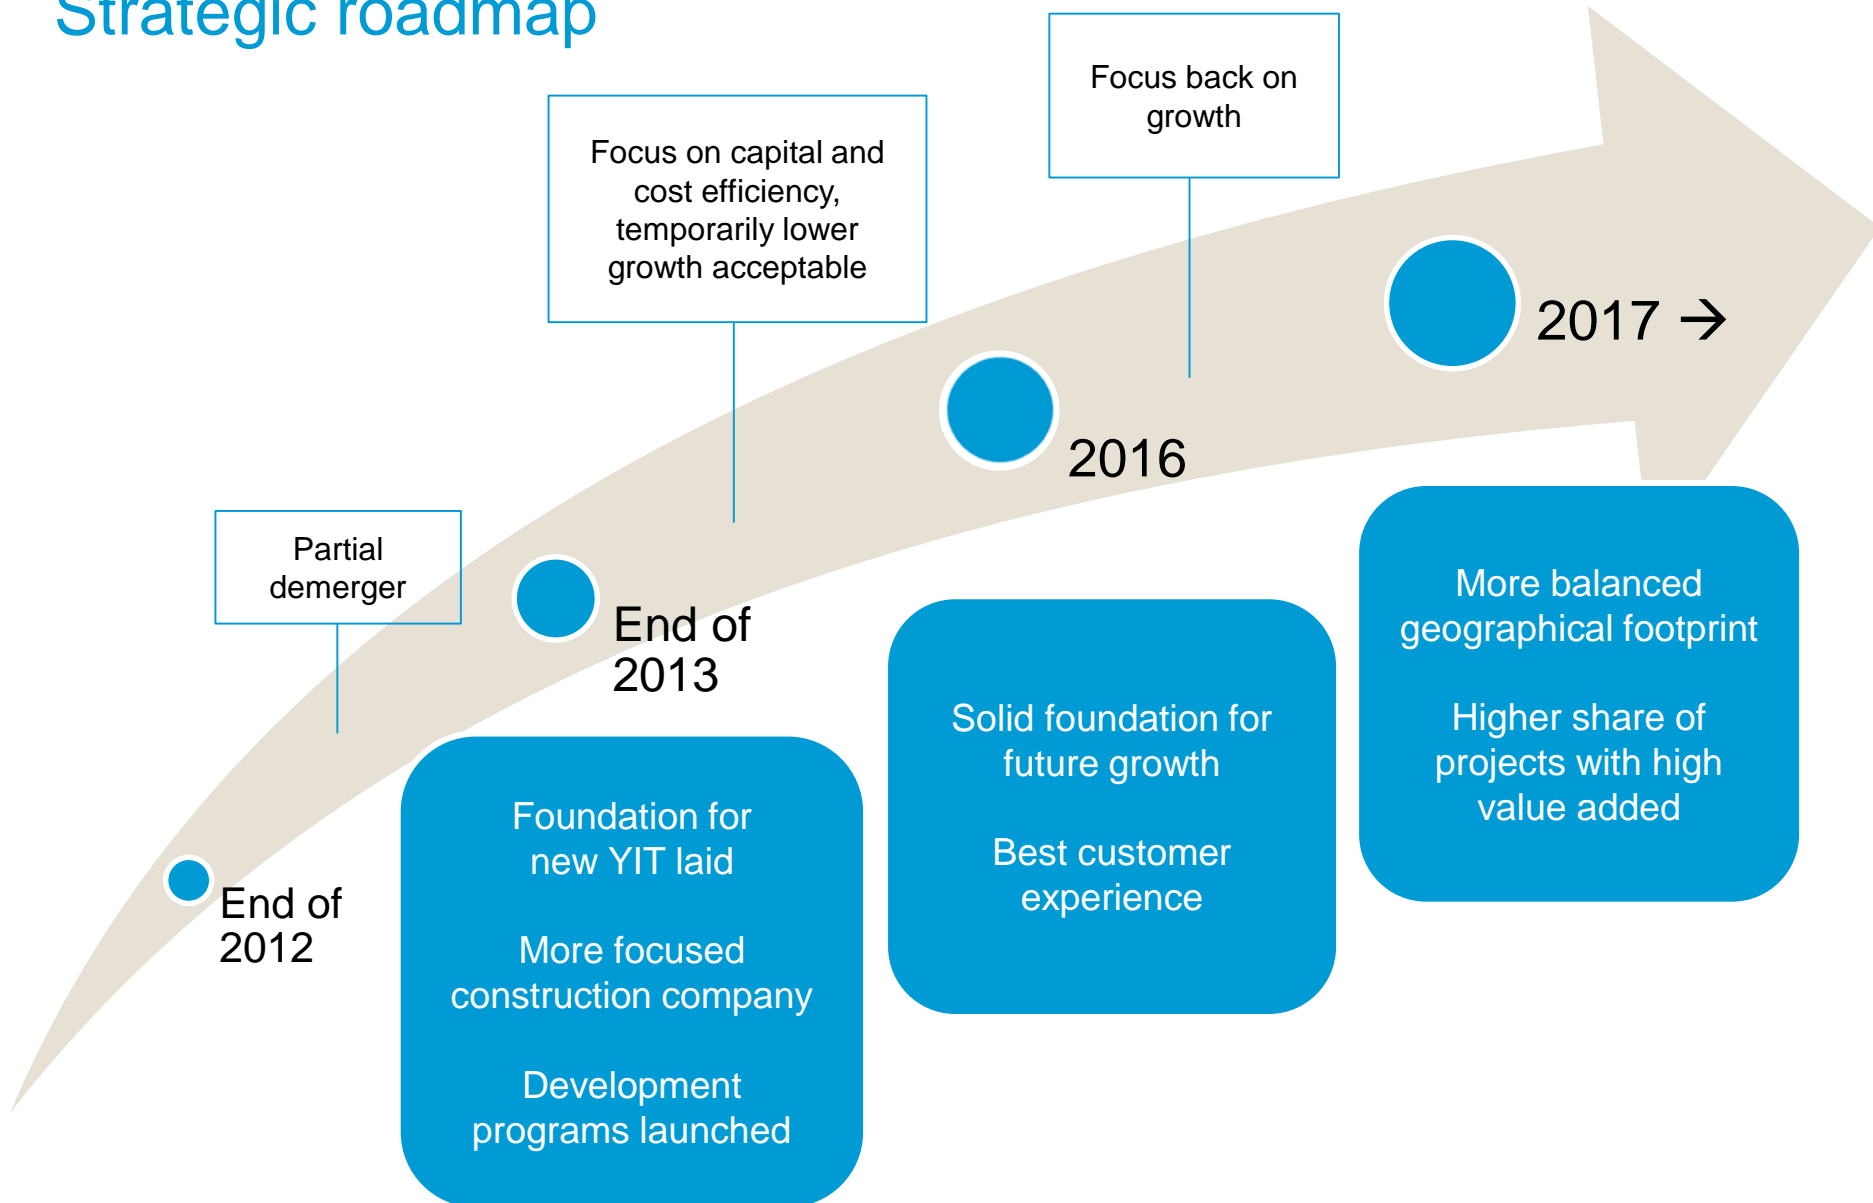 Strategic roadmap
Focus back on
growth
Focus on capital and
cost efficiency,
temporarily lower
growth acceptable
2017 →
2016
Partial
demerger
End of
2013
End of
2012
Foundation for
new YIT laid
More focused
construction company
Development
programs launched
Solid foundation for
future growth
Best customer
experience
More balanced
geographical footprint
Higher share of
projects with high
value added